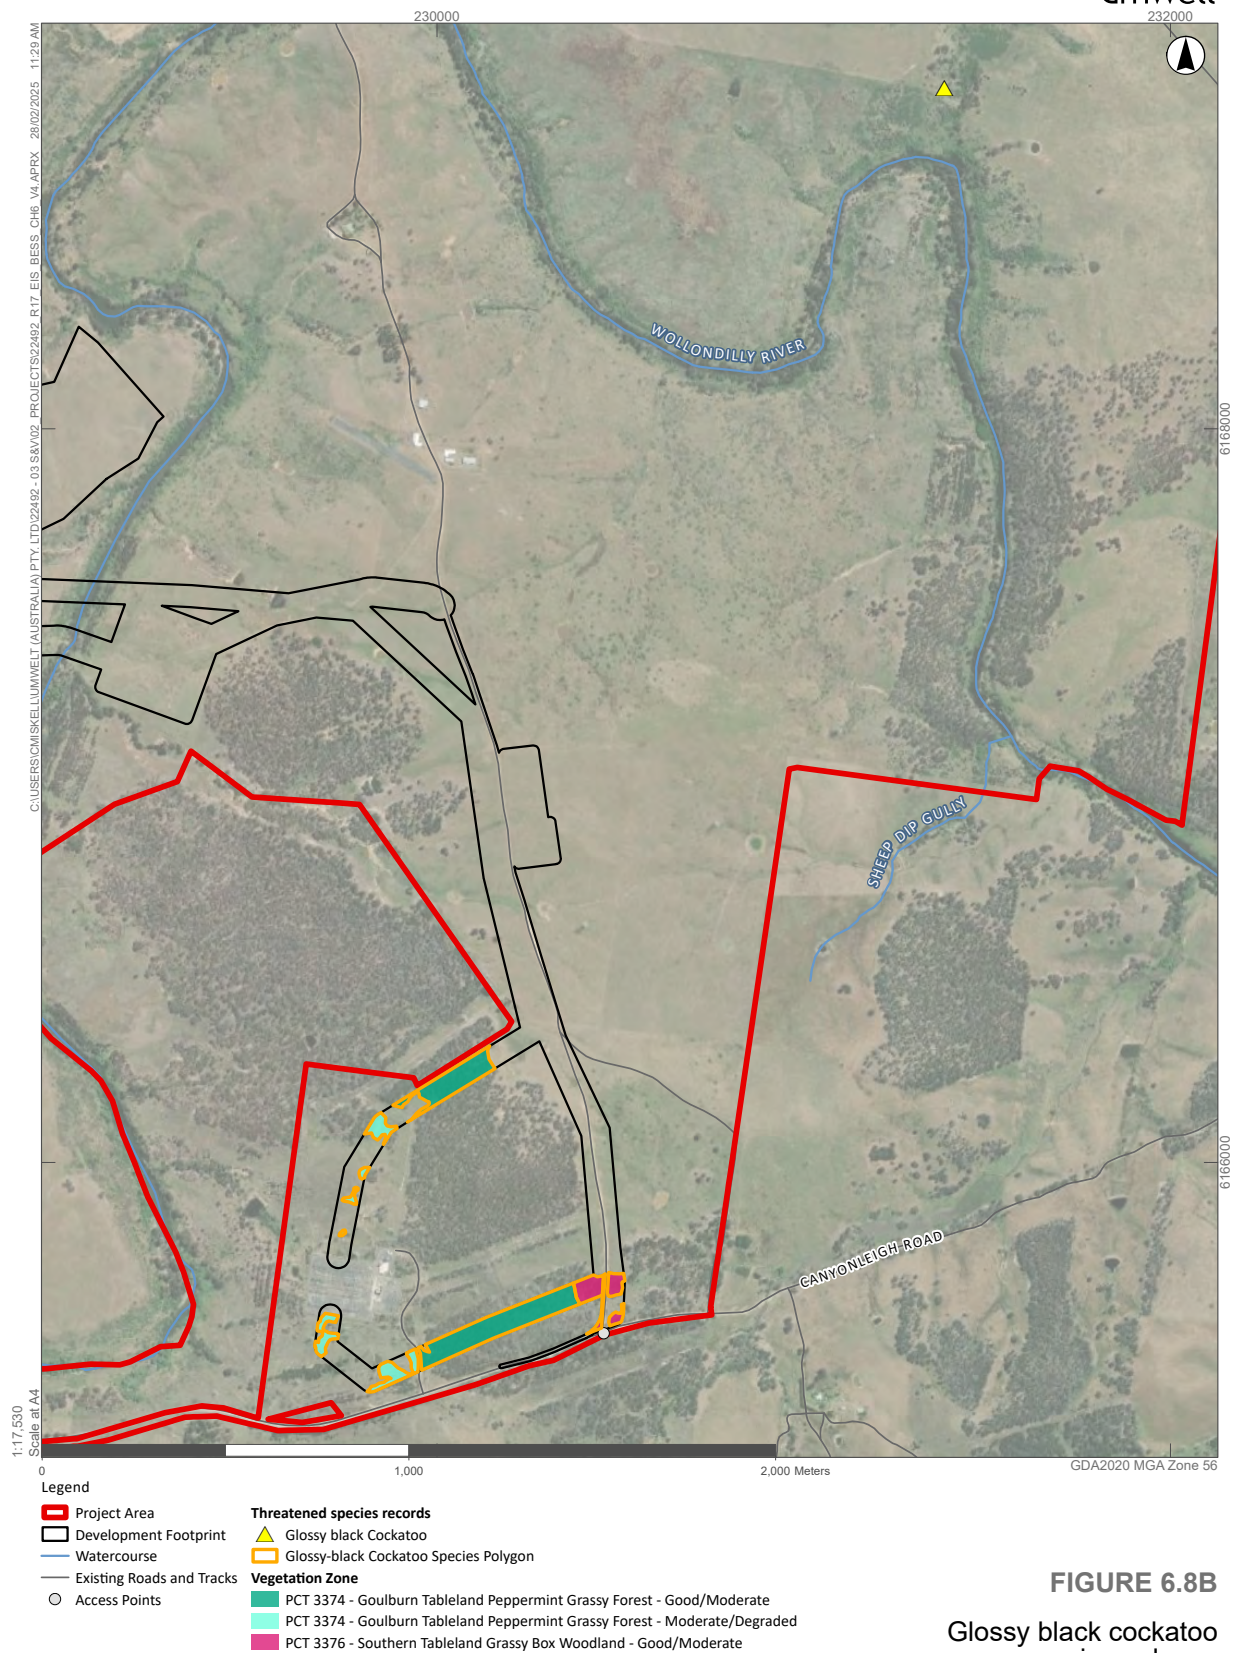 230000
232000
C:\USERS\CMISKELL\UMWELT (AUSTRALIA) PTY. LTD\22492 - 03 S&V\02_PROJECTS\22492_R17_EIS_BESS_CH6_V4.APRX 28/02/2025 11:29 AM
WOLLONDILLY RIVER
6168000
SHEEP DIP GULLY
6166000
CANYONLEIGH ROAD
1:17,530
Scale at A4
0
1,000
2,000 Meters
GDA2020 MGA Zone 56
Legend
Project Area
Development Footprint
Watercourse
Existing Roads and Tracks
Access Points
Threatened species records
Glossy black Cockatoo
Glossy-black Cockatoo Species Polygon
Vegetation Zone
PCT 3374 - Goulburn Tableland Peppermint Grassy Forest - Good/Moderate
PCT 3374 - Goulburn Tableland Peppermint Grassy Forest - Moderate/Degraded
PCT 3376 - Southern Tableland Grassy Box Woodland - Good/Moderate
FIGURE 6.8B
Glossy black cockatoo